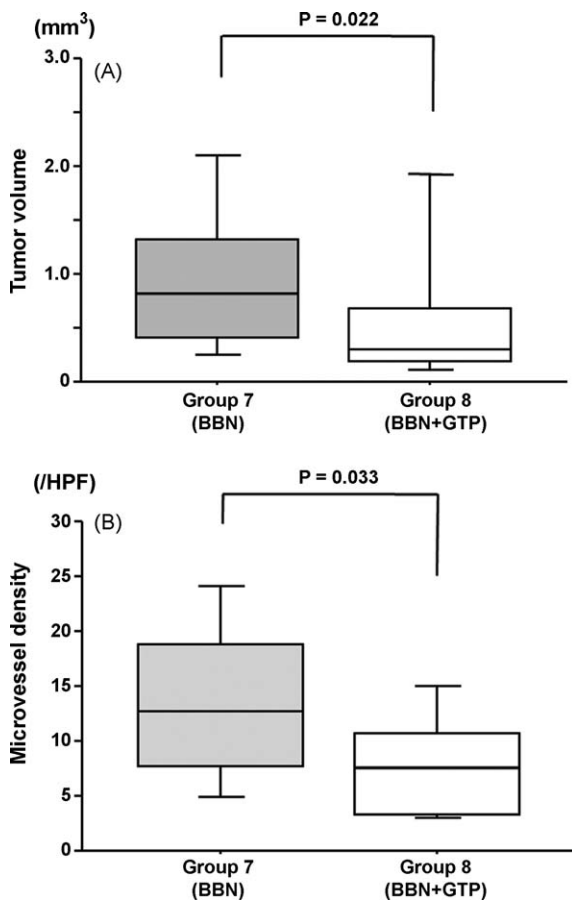 (mm³)
P = 0.022
3.0
(A)
2.0
Tumor volume
1.0
0
Group 7
Group 8
(BBN)
(BBN+GTP)
(/HPF)
P = 0.033
30
(B)
25
20
Microvessel density
15
10
5
0
Group 7
Group 8
(BBN)
(BBN+GTP)